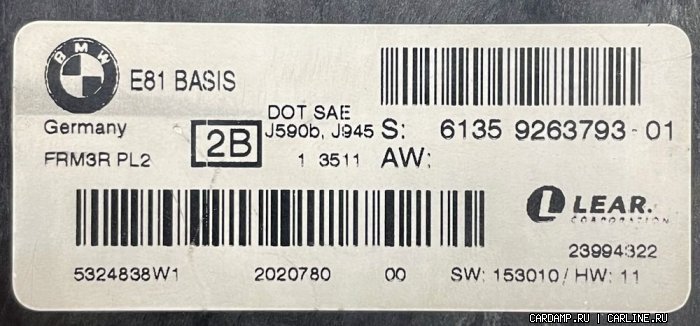 BMW
E81 BASIS
Germany
FRM3R PL2
2B
DOT SAE
J590b, J945
1 3511
S: 6135 9263793-01
AW:
LEAR.
CORPORATION
23994322
5324838W1 2020780 00 SW: 153010/HW: 11
CARDAMP.RU | CARLINE.RU